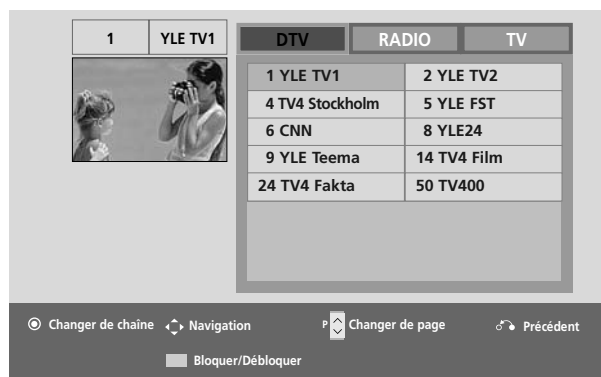 1 YLE TV1
DTV RADIO TV
1 YLE TV1 2 YLE TV2
4 TV4 Stockholm 5 YLE FST
6 CNN 8 YLE24
9 YLE Teema 14 TV4 Film
24 TV4 Fakta 50 TV400
Changer de chaîne Navigation P Changer de page Précédent
Bloquer/Débloquer